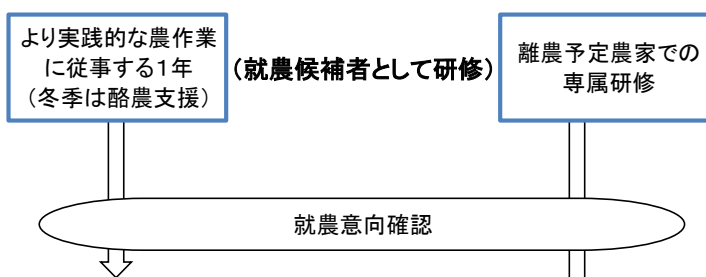 より実践的な農作業
に従事する1年
(冬季は酪農支援)
(就農候補者として研修)
離農予定農家での
専属研修
就農意向確認